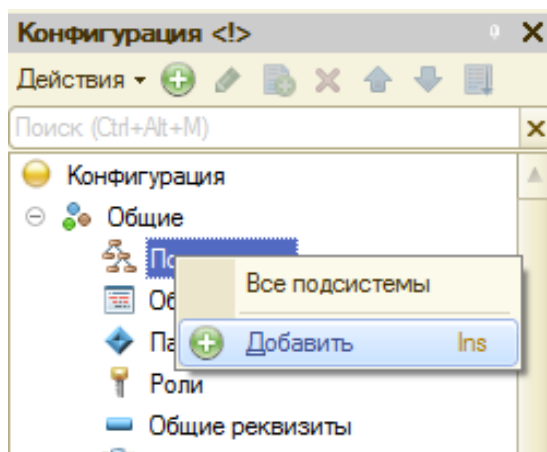 Конфигурация <!>
Действия
Поиск (Ctrl+Alt+M)
Конфигурация
Общие
Все подсистемы
Добавить Ins
Роли
Общие реквизиты